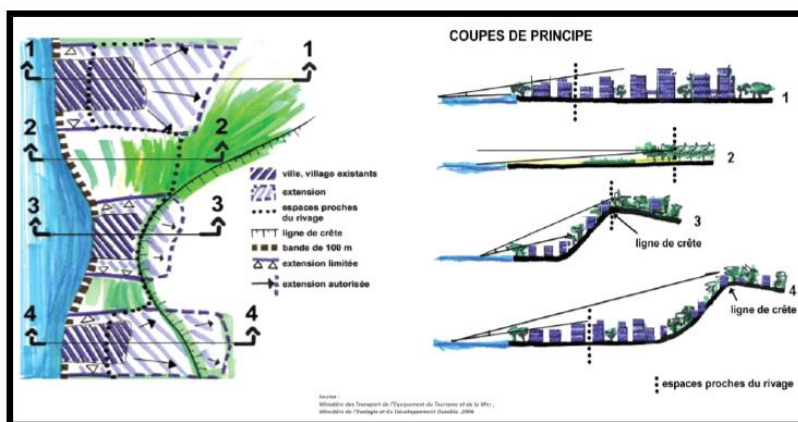 1
1
2
2
3
3
4
4
ville, village existants
extension
espaces proches
du rivage
ligne de crête
bande de 100 m
extension limitée
extension autorisée
COUPES DE PRINCIPE
1
2
3
ligne de crête
4
ligne de crête
espaces proches du rivage
Source :
Ministère des Transport de l'Equipement du Tourisme et de la Mer,
Ministère de l'Ecologie et du Développement Durable. 2006